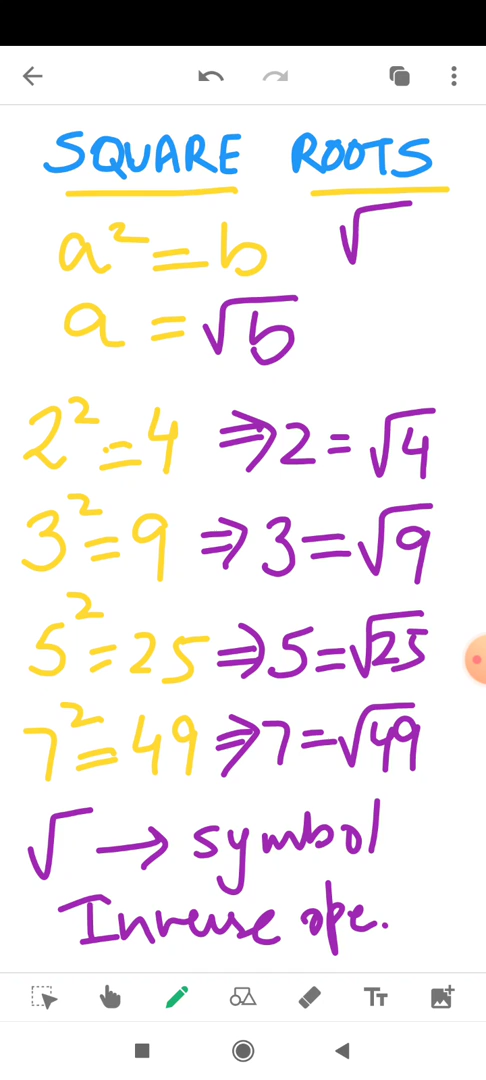 SQUARE ROOTS
a² = b √
a = √b
2² = 4 ⇒ 2 = √4
3² = 9 ⇒ 3 = √9
5² = 25 ⇒ 5 = √25
7² = 49 ⇒ 7 = √49
√ → symbol
Inverse ope.
Tт